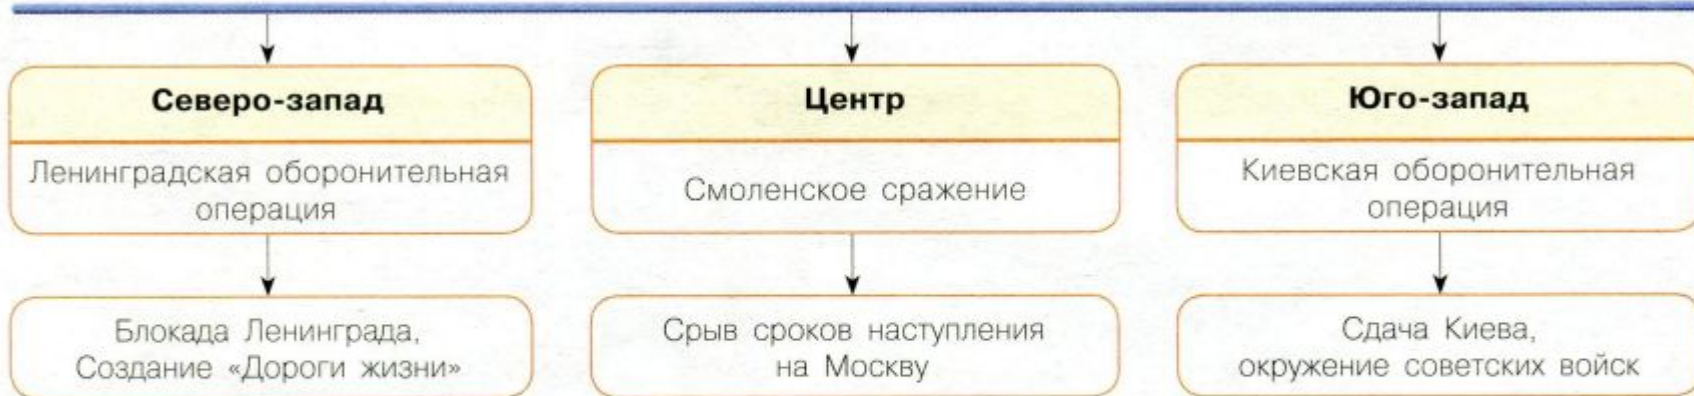 Северо-запад
Ленинградская оборонительная
операция
Блокада Ленинграда,
Создание «Дороги жизни»
Центр
Смоленское сражение
Срыв сроков наступления
на Москву
Юго-запад
Киевская оборонительная
операция
Сдача Киева,
окружение советских войск